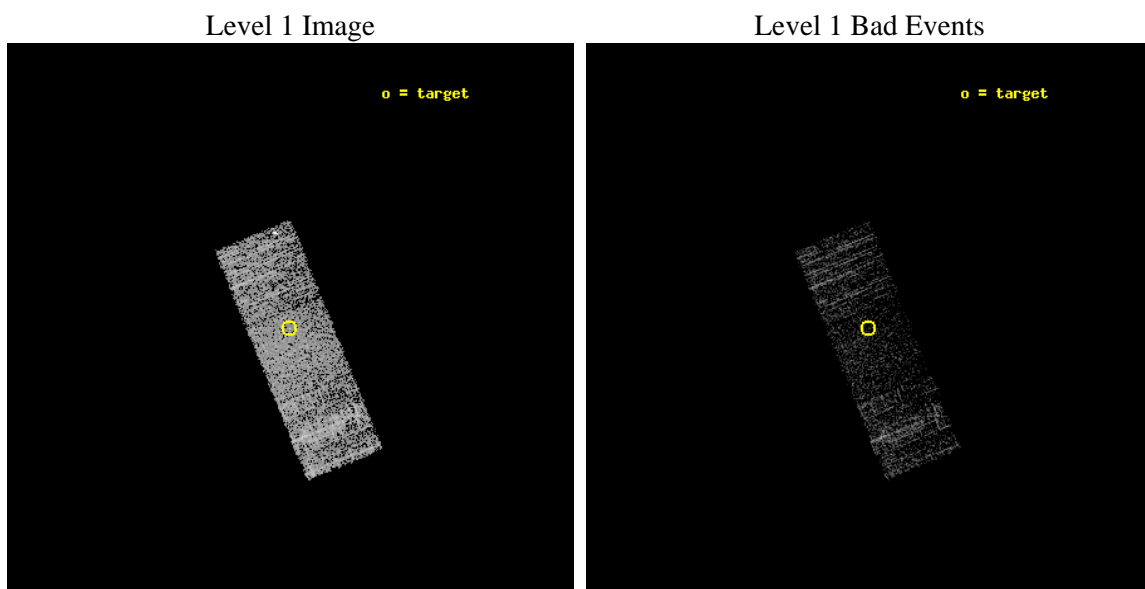 Level 1 Image
Level 1 Bad Events
o = target
o = target